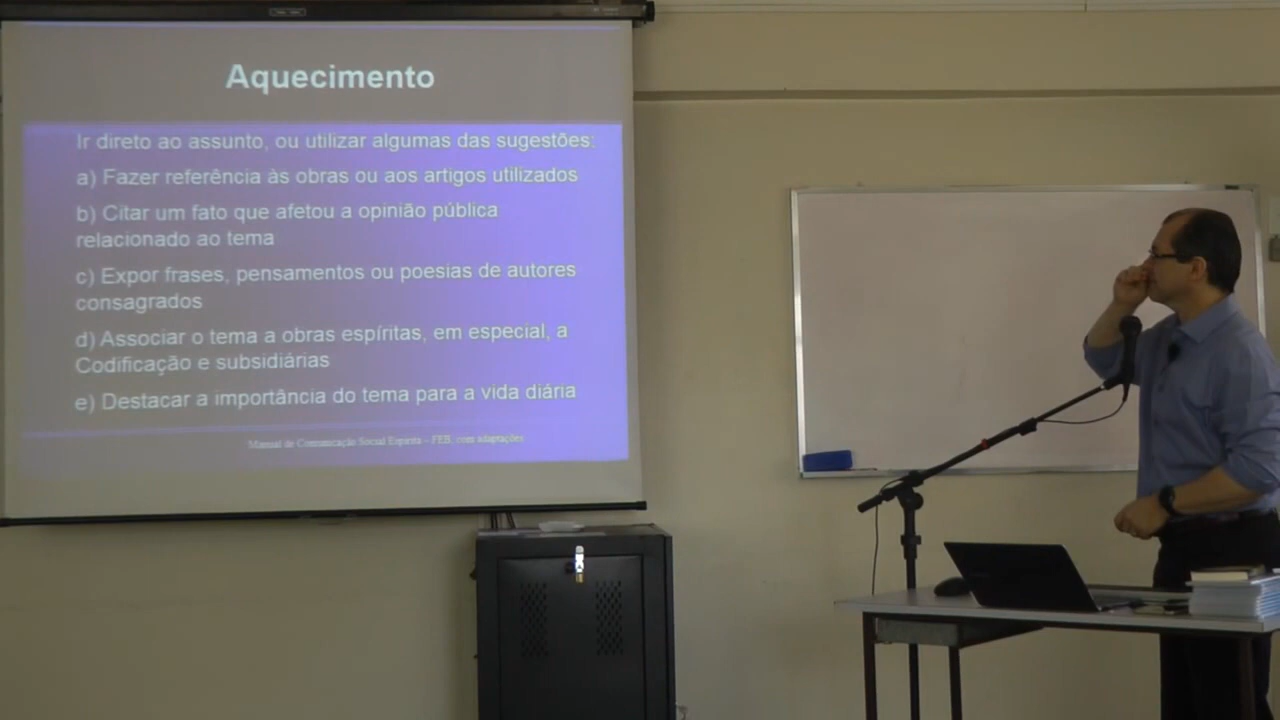 Aquecimento
Ir direto ao assunto, ou utilizar algumas das sugestões:
a) Fazer referência às obras ou aos artigos utilizados
b) Citar um fato que afetou a opinião pública
relacionado ao tema
c) Expor frases, pensamentos ou poesias de autores
consagrados
d) Associar o tema a obras espíritas, em especial, a
Codificação e subsidiárias
e) Destacar a importância do tema para a vida diária
Manual de Comunicação Social Espírita – FEB, com adaptações